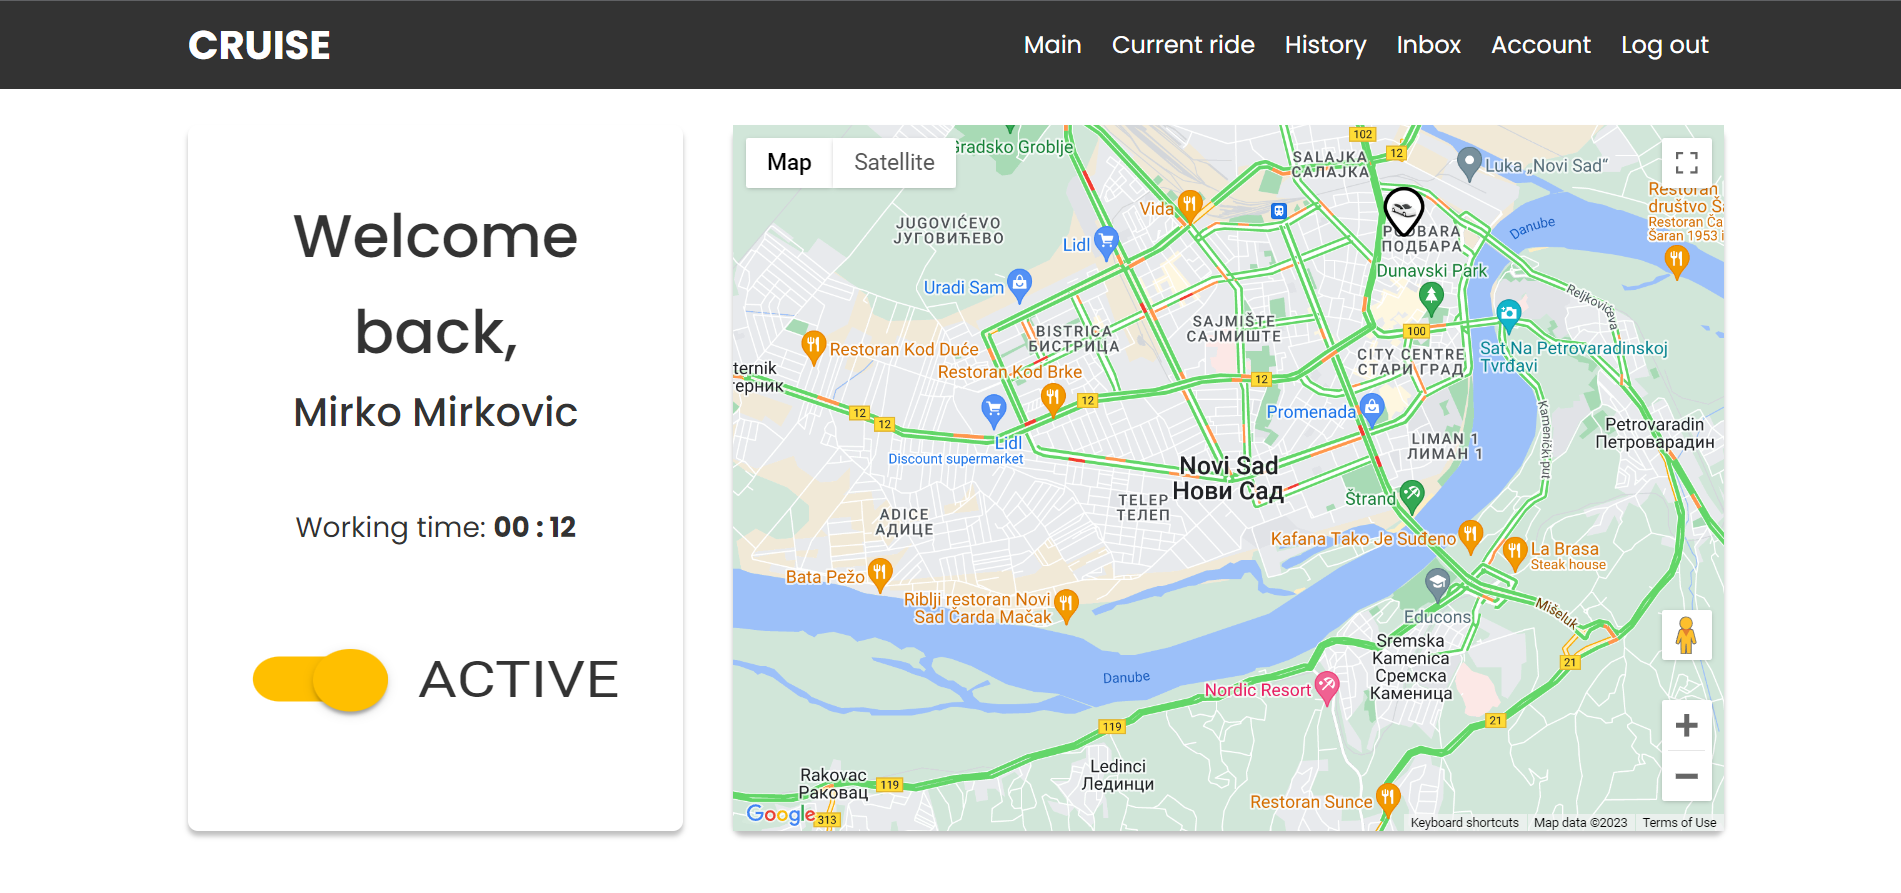 CRUISE
Main
Current ride
History
Inbox
Account
Log out
Welcome
back,
Mirko Mirkovic
Working time: 00 : 12
ACTIVE
Map
Satellite
Gradsko Groblje
102
12
SALAJKA
САЛАЈКА
Luka „Novi Sad“
Restoran
društvo
Restoran
Šaran 1953 i
Vida
JUGOVIĆEVO
ЈУГОВИЋЕВО
Lidl
PODBARA
ПОДБАРА
Danube
Dunavski Park
Uradi Sam
Reljkovićeva
BISTRICA
БИСТРИЦА
SAJMIŠTE
САЈМИШТЕ
100
Restoran Kod Duće
CITY CENTRE
СТАРИ ГРАД
Sat Na Petrovaradinskoj
Tvrđavi
ternik
ерник
Restoran Kod Brke
12
12
12
12
Promenada
Kamenički put
Petrovaradin
Петроварадин
Lidl
Discount supermarket
LIMAN 1
ЛИМАН 1
Novi Sad
Нови Сад
TELEP
ТЕЛЕП
Štrand
ADICE
АДИЦЕ
Kafana Tako Je Suđeno
La Brasa
Steak house
Bata Pežo
Riblji restoran Novi
Sad Čarda Mačak
Educons
Mišeluk
Sremska
Kamenica
Сремска
Каменица
21
Danube
Nordic Resort
119
21
Ledinci
Лединци
Rakovac
Раковац
119
Restoran Sunce
Google
313
Keyboard shortcuts
Map data ©2023
Terms of Use